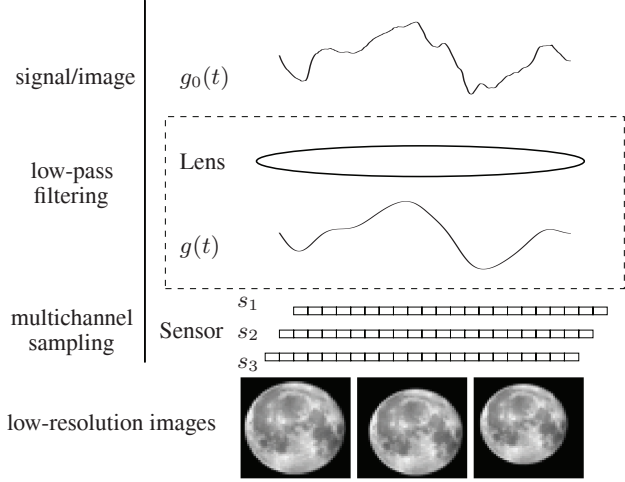 signal/image
g₀(t)
low-pass
filtering
Lens
g(t)
multichannel
sampling
Sensor
s₁
s₂
s₃
low-resolution images